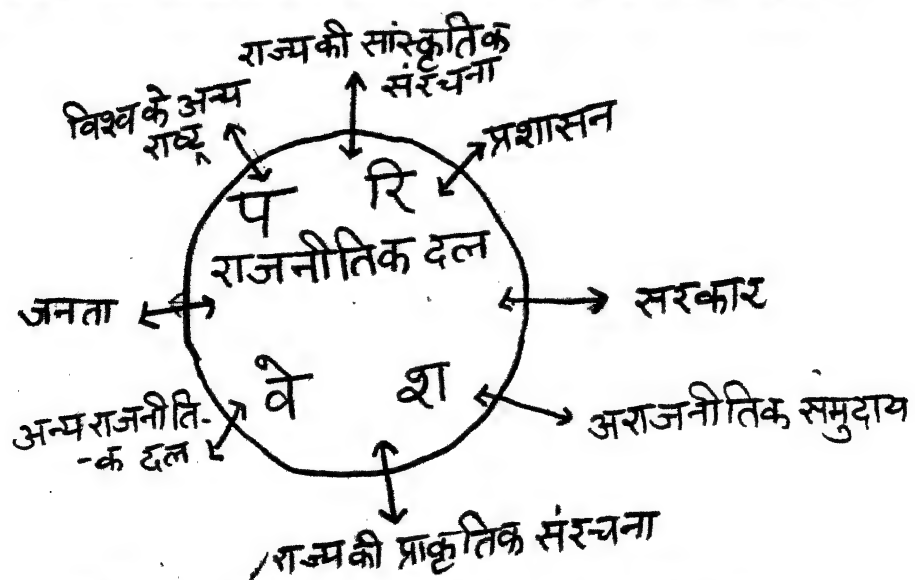 राज्य की सांस्कृतिक
संरचना
विश्व के अन्य
राष्ट्र
प्रशासन
प रि
राजनीतिक दल
जनता
सरकार
वे श
अन्य राजनीति-
-क दल
अराजनीतिक समुदाय
राज्य की प्राकृतिक संरचना